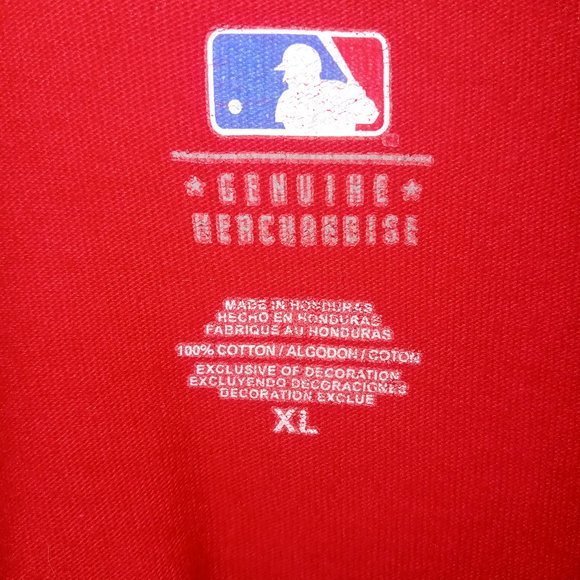 ★ GENUINE ★
MERCHANDISE
MADE IN HONDURAS
HECHO EN HONDURAS
FABRIQUE AU HONDURAS
100% COTTON / ALGODON / COTON
EXCLUSIVE OF DECORATION
EXCLUYENDO DECORACIONES
DECORATION EXCLUE
XL